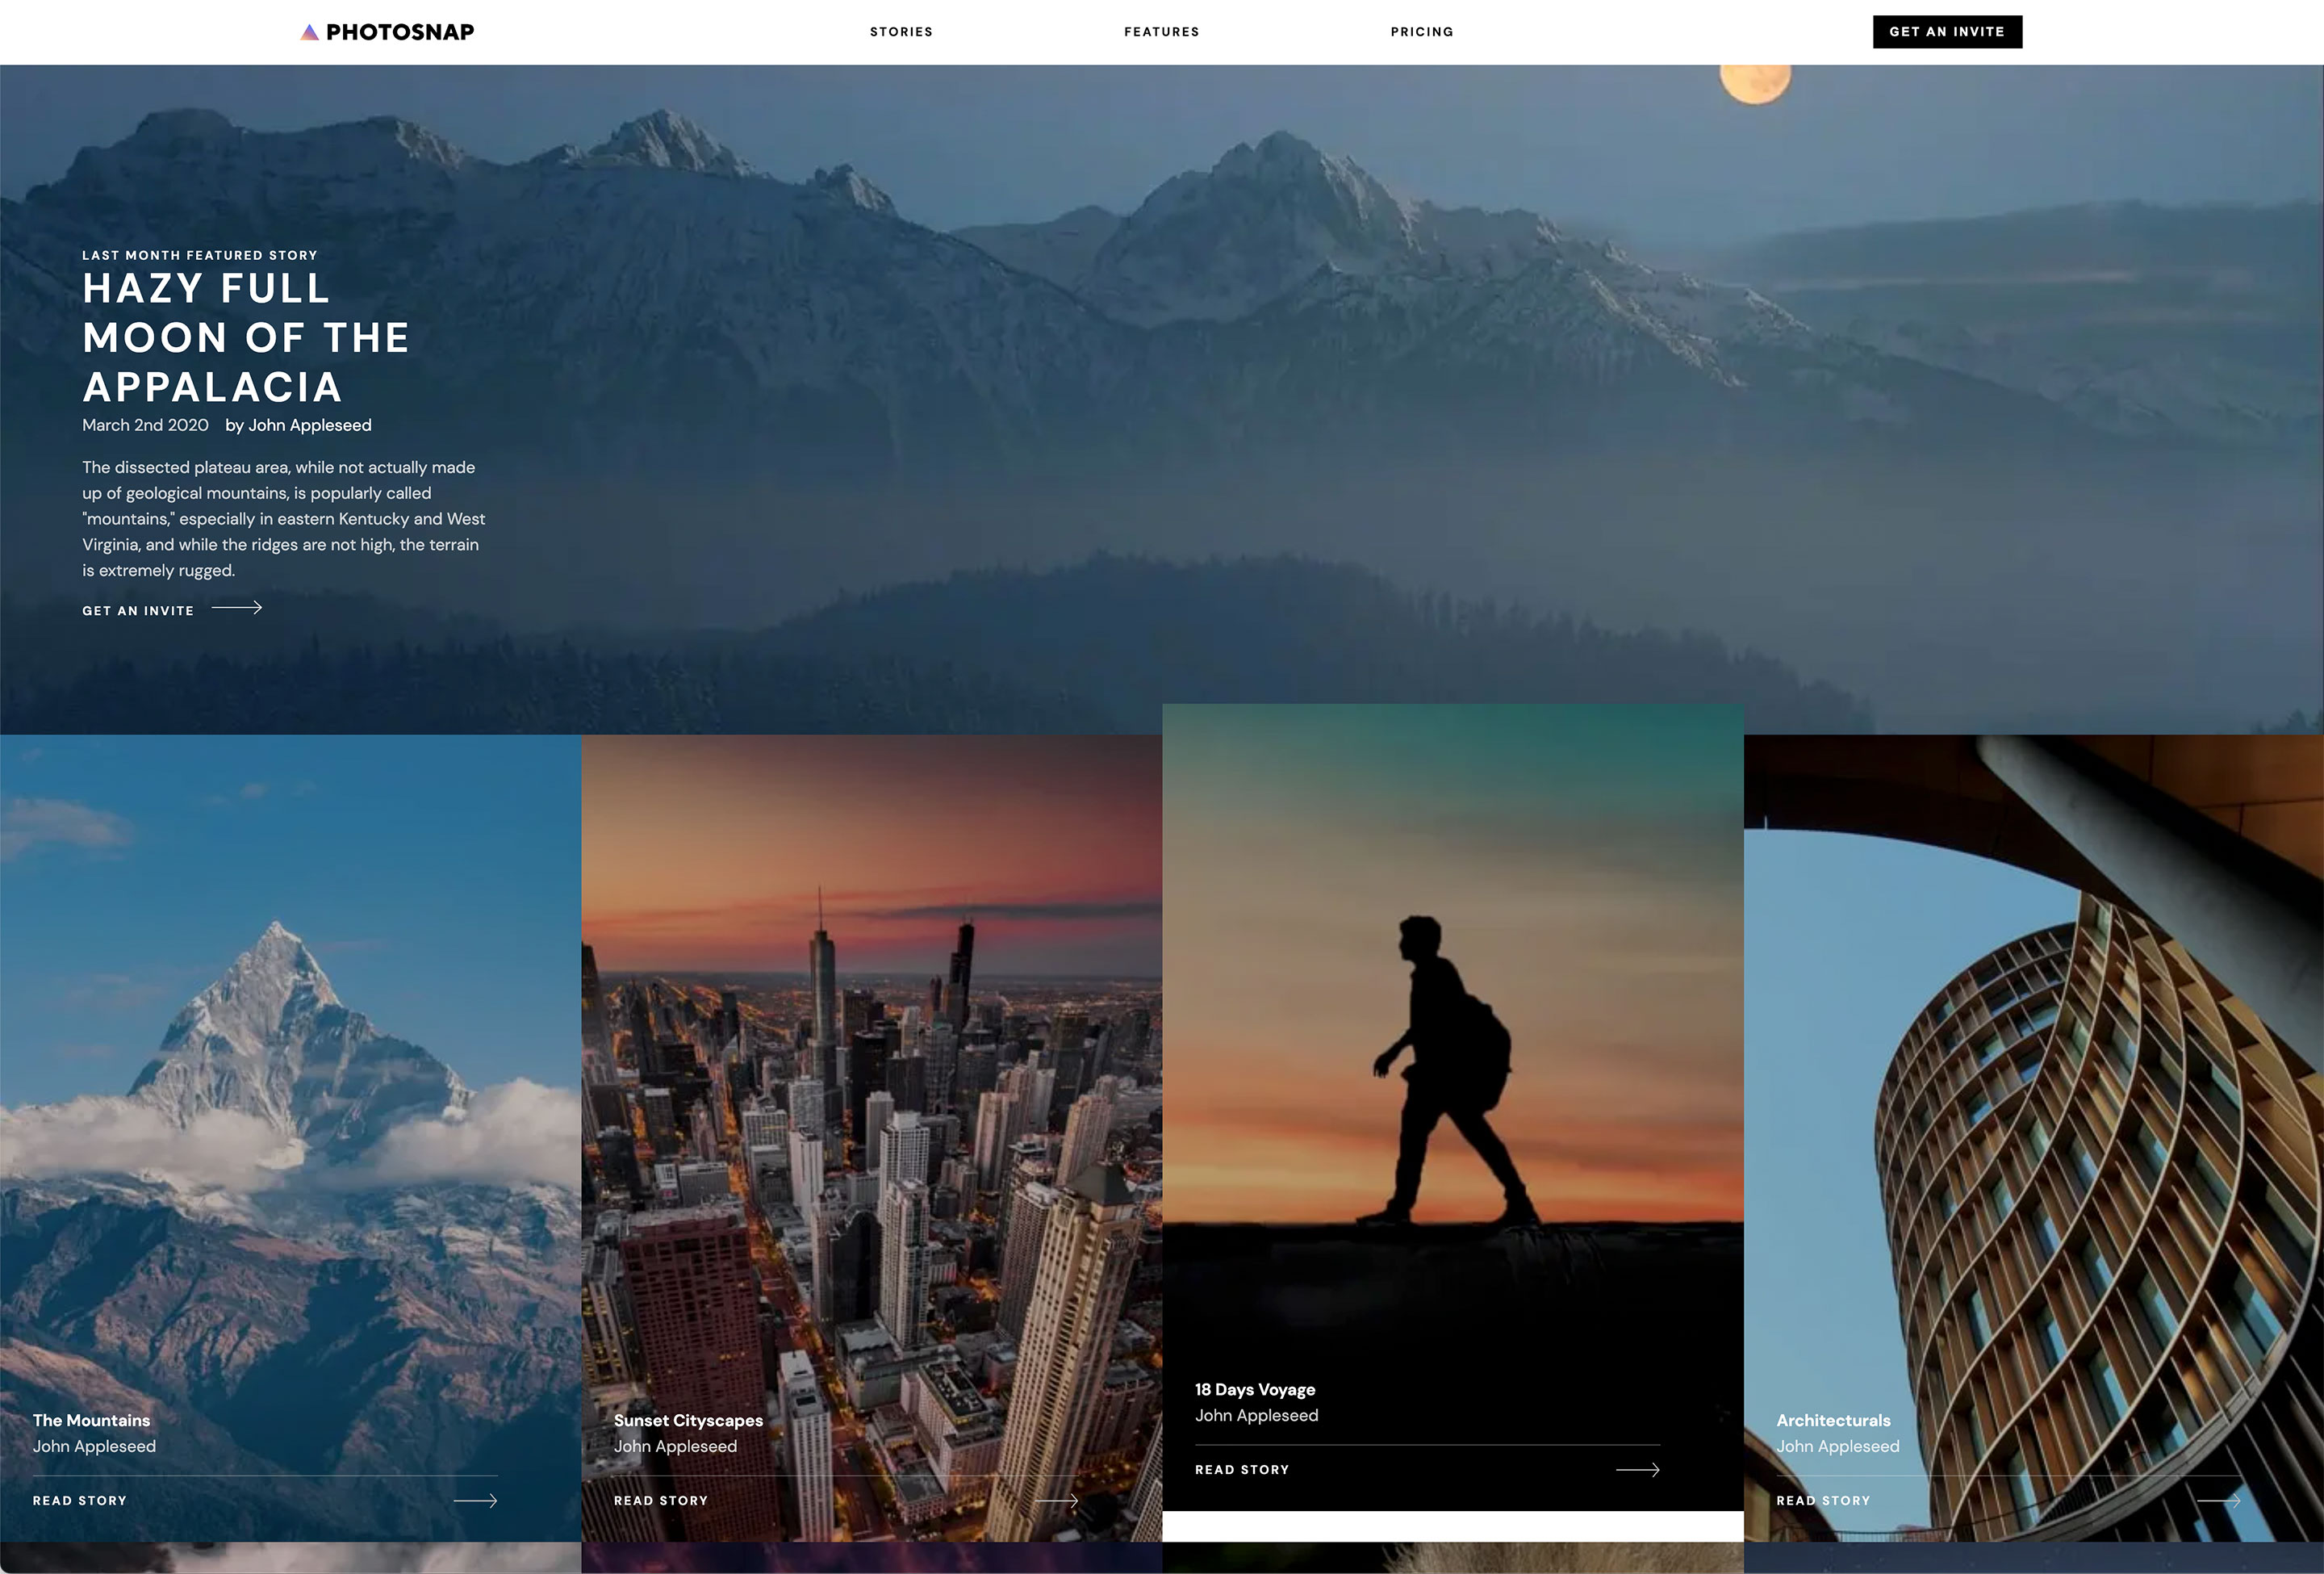 PHOTOSNAP
STORIES
FEATURES
PRICING
GET AN INVITE
LAST MONTH FEATURED STORY
HAZY FULL
MOON OF THE
APPALACIA
March 2nd 2020 by John Appleseed
The dissected plateau area, while not actually made
up of geological mountains, is popularly called
"mountains," especially in eastern Kentucky and West
Virginia, and while the ridges are not high, the terrain
is extremely rugged.
GET AN INVITE
The Mountains
John Appleseed
READ STORY
Sunset Cityscapes
John Appleseed
READ STORY
18 Days Voyage
John Appleseed
READ STORY
Architecturals
John Appleseed
READ STORY